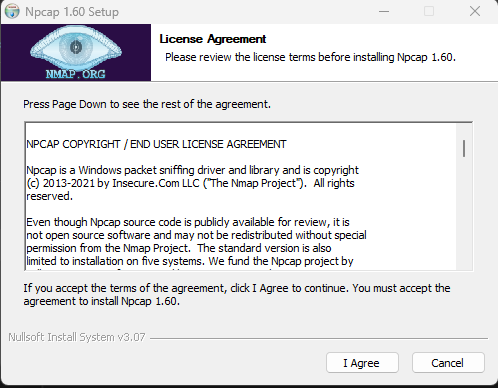 Npcap 1.60 Setup
NMAP.ORG
License Agreement
Please review the license terms before installing Npcap 1.60.
Press Page Down to see the rest of the agreement.
NPCAP COPYRIGHT / END USER LICENSE AGREEMENT
Npcap is a Windows packet sniffing driver and library and is copyright
(c) 2013-2021 by Insecure.Com LLC ("The Nmap Project").  All rights
reserved.
Even though Npcap source code is publicly available for review, it is
not open source software and may not be redistributed without special
permission from the Nmap Project.  The standard version is also
limited to installation on five systems. We fund the Npcap project by
If you accept the terms of the agreement, click I Agree to continue. You must accept the
agreement to install Npcap 1.60.
Nullsoft Install System v3.07
I Agree
Cancel